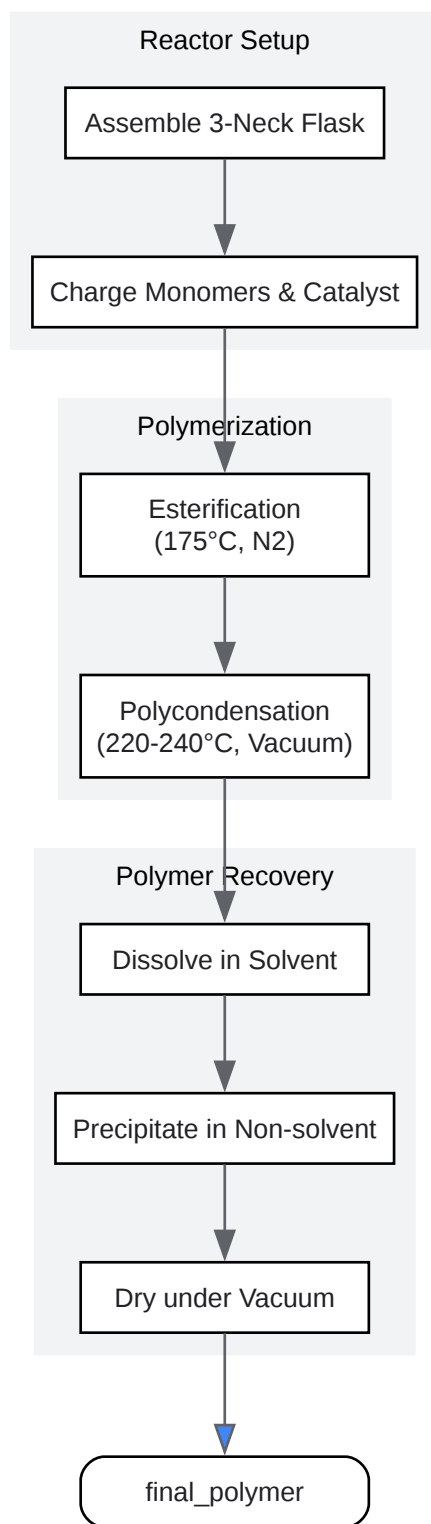 Reactor Setup
Assemble 3-Neck Flask
Charge Monomers & Catalyst
Polymerization
Esterification
(175°C, N2)
Polycondensation
(220-240°C, Vacuum)
Polymer Recovery
Dissolve in Solvent
Precipitate in Non-solvent
Dry under Vacuum
final_polymer